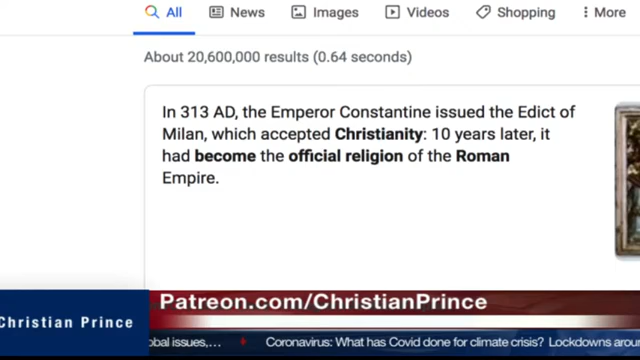 All News Images Videos Shopping More
About 20,600,000 results (0.64 seconds)
In 313 AD, the Emperor Constantine issued the Edict of
Milan, which accepted Christianity: 10 years later, it
had become the official religion of the Roman
Empire.
Patreon.com/ChristianPrince
Christian Prince
obal issues,... Coronavirus: What has Covid done for climate crisis? Lockdowns arou